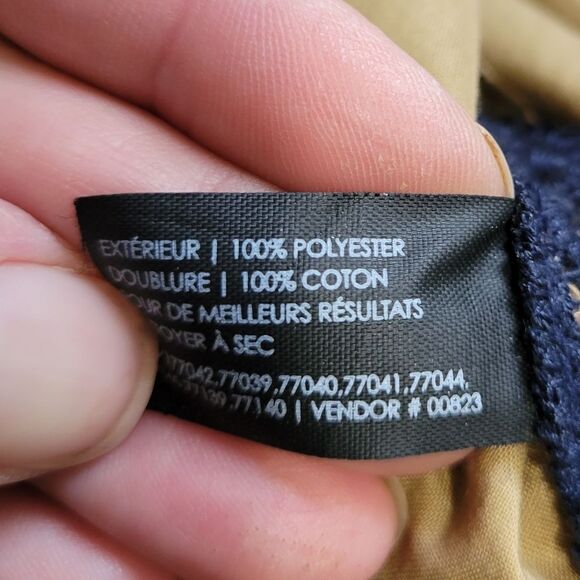 EXTÉRIEUR | 100% POLYESTER
DOUBLURE | 100% COTON
DE MEILLEURS RÉSULTATS
À SEC
77042,77039,77040,77041,77044,
,77140 | VENDOR # 00823